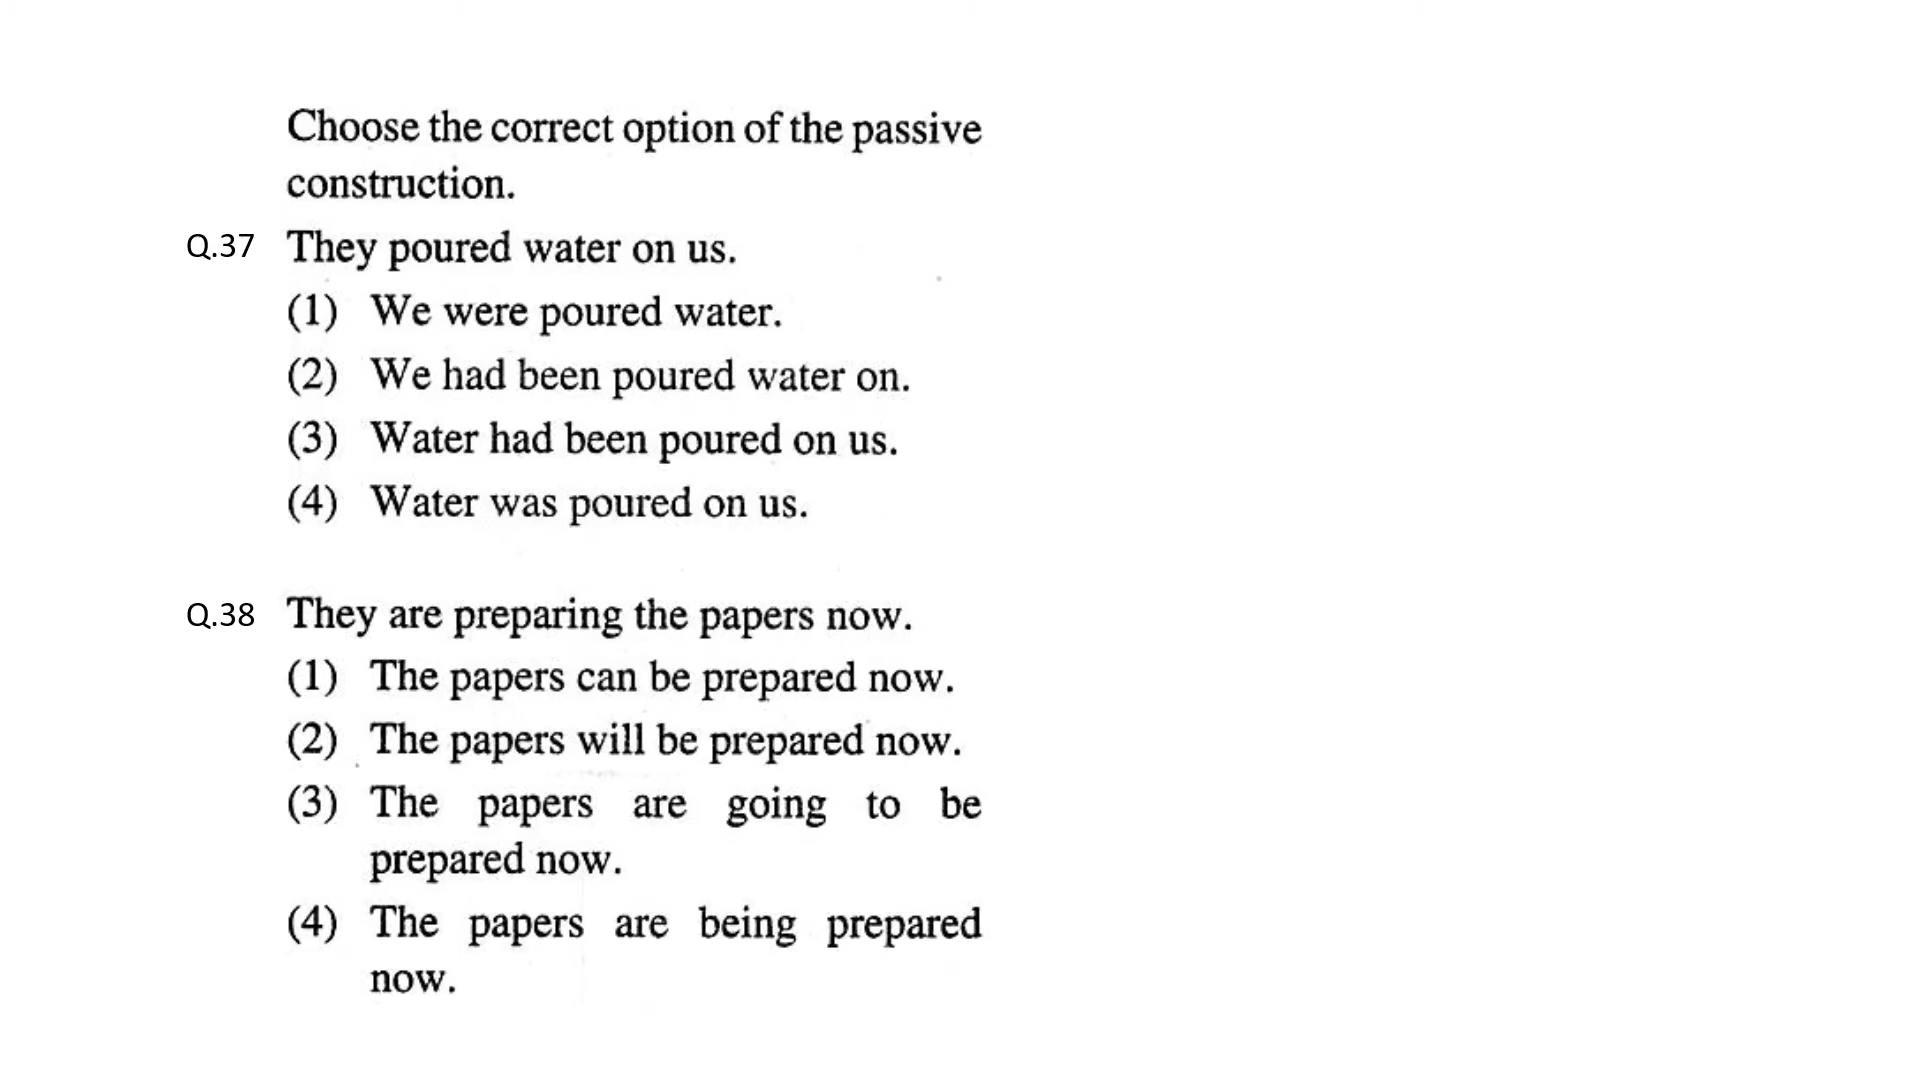 Choose the correct option of the passive
construction.
Q.37 They poured water on us.
(1) We were poured water.
(2) We had been poured water on.
(3) Water had been poured on us.
(4) Water was poured on us.
Q.38 They are preparing the papers now.
(1) The papers can be prepared now.
(2) The papers will be prepared now.
(3) The papers are going to be
prepared now.
(4) The papers are being prepared
now.